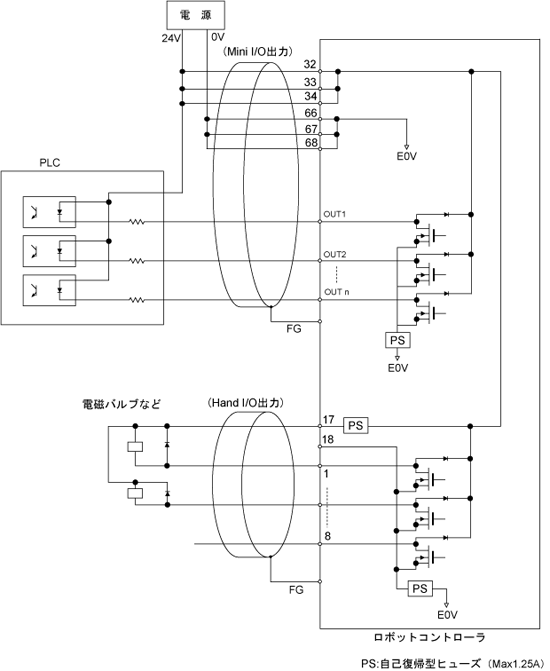 電 源
24V
0V
(Mini I/O出力)
32
33
34
66
67
68
E0V
PLC
OUT1
OUT2
OUT n
FG
PS
E0V
電磁バルブなど
(Hand I/O出力)
17
PS
18
1
8
PS
FG
E0V
ロボットコントローラ
PS:自己復帰型ヒューズ (Max1.25A)